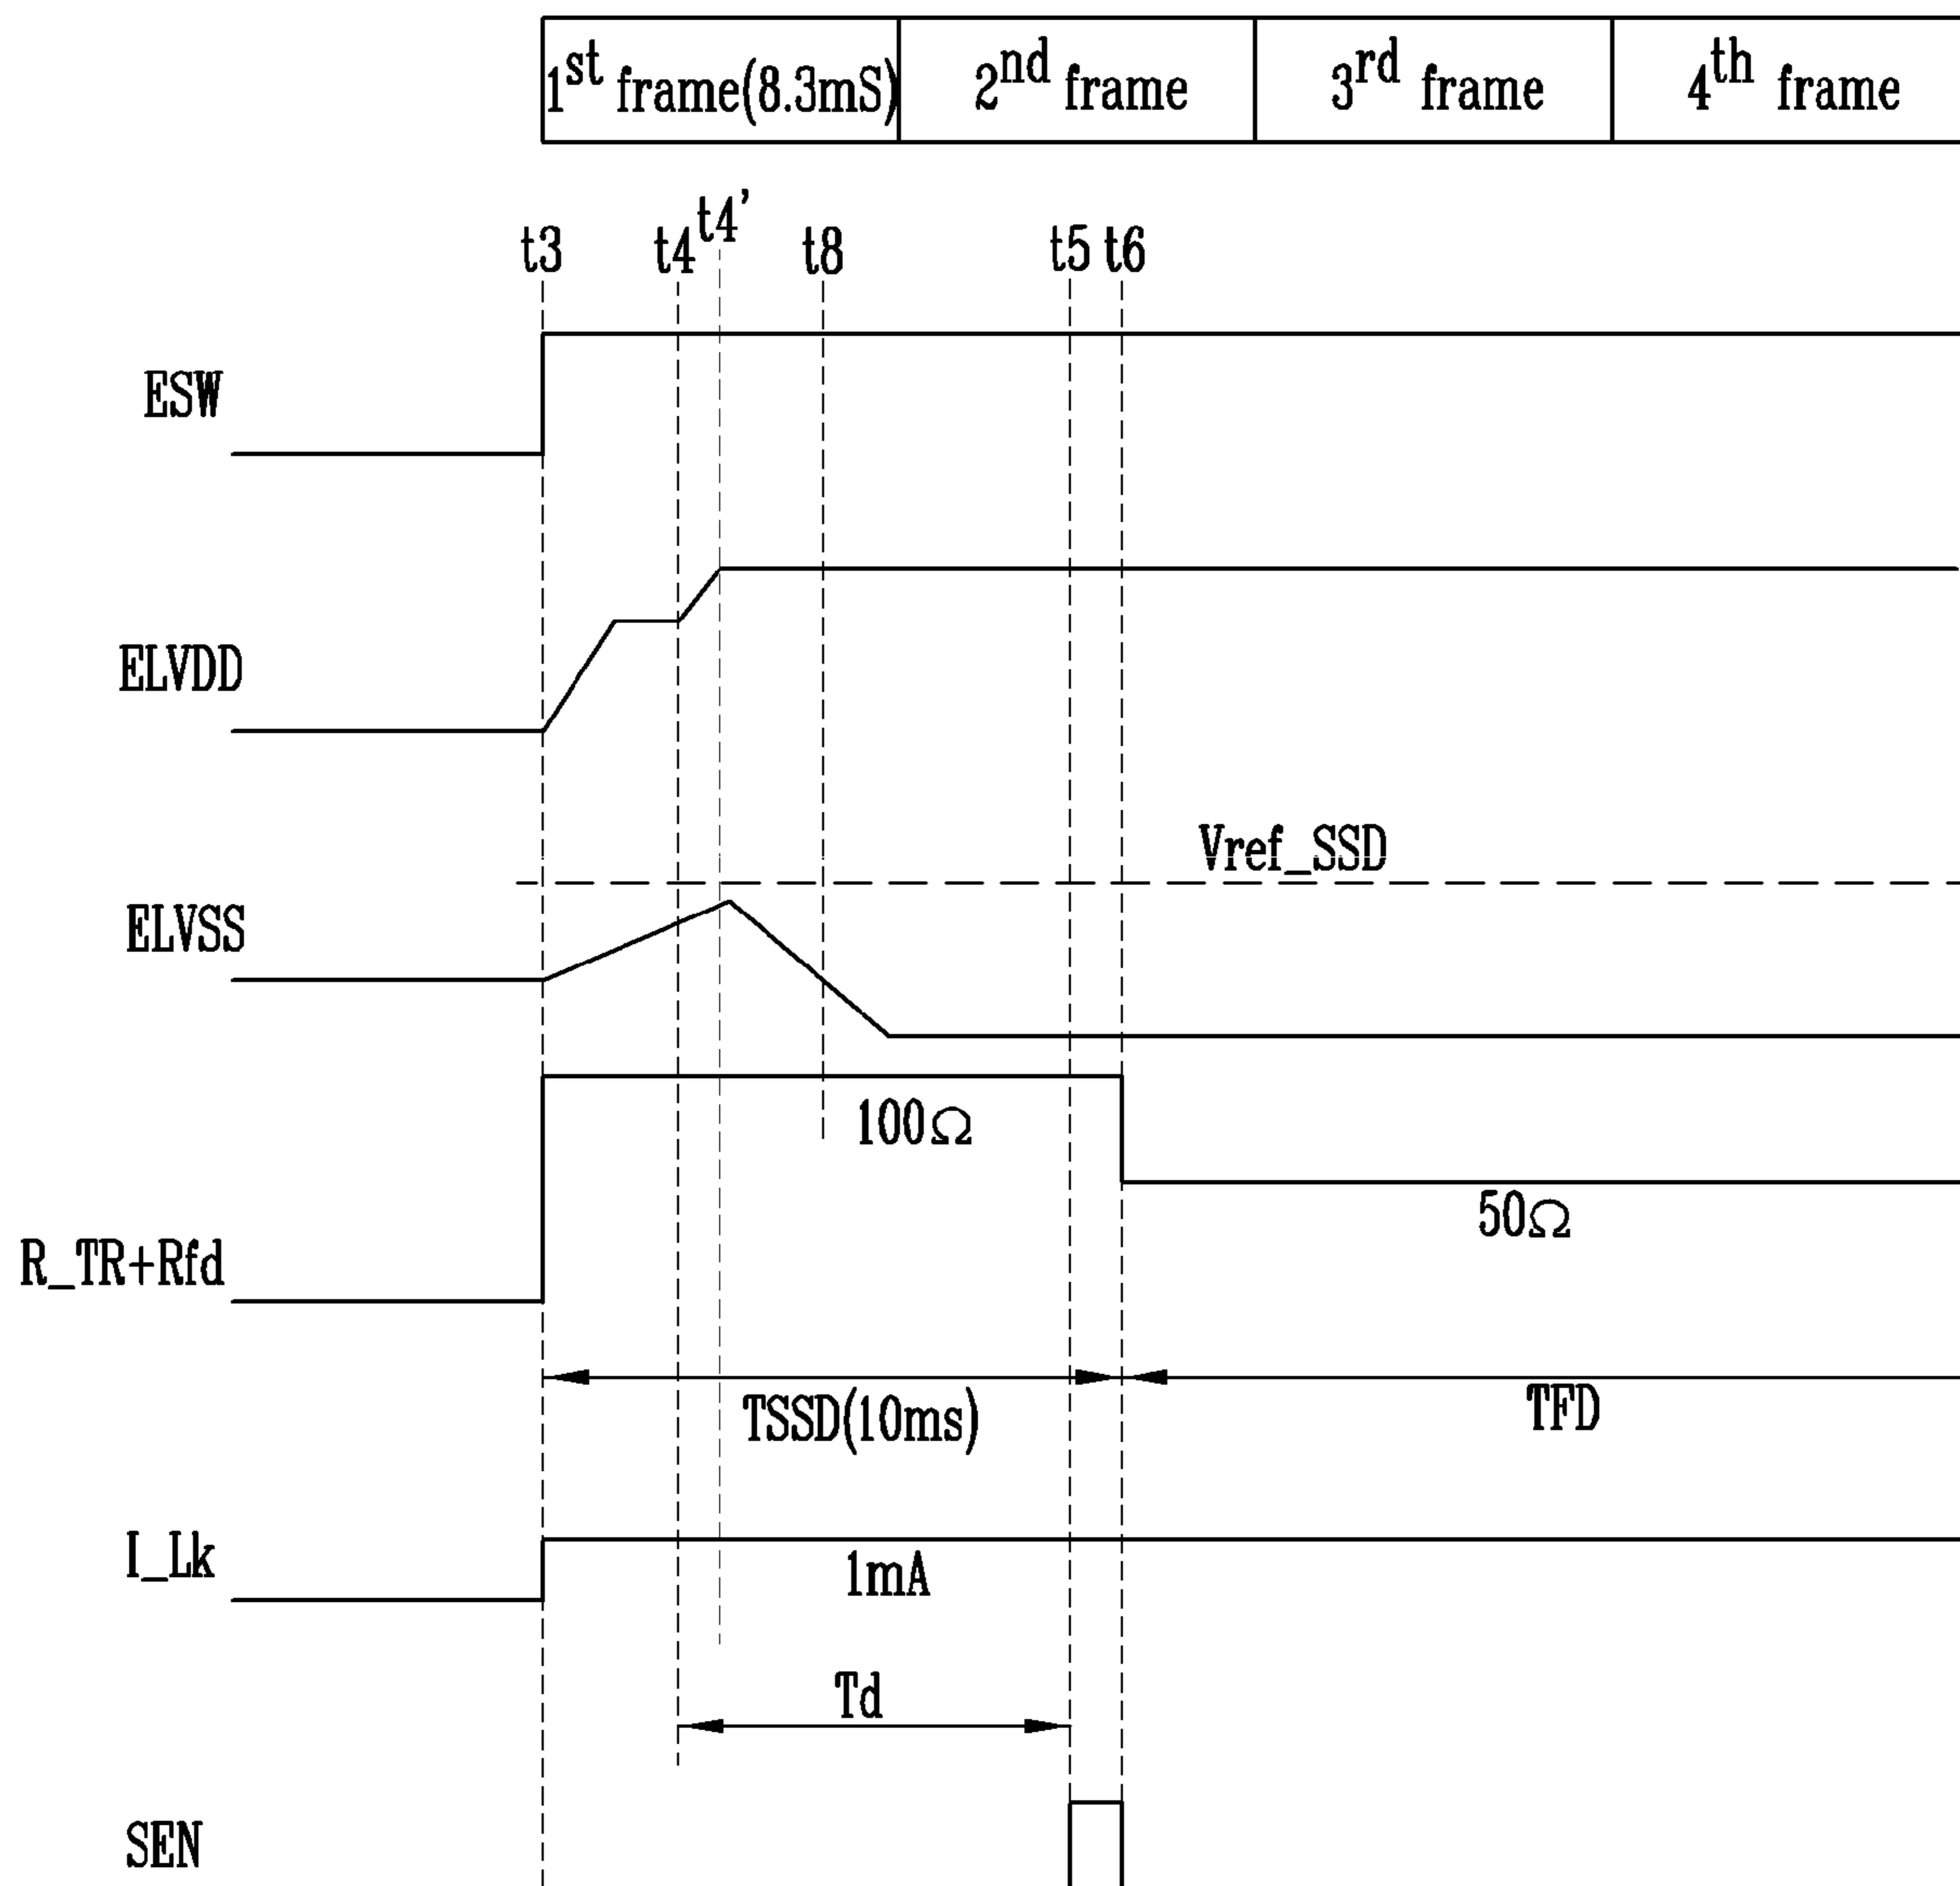 1st frame(8.3mS) 2nd frame 3rd frame 4th frame
t3 t4 t4' t8 t5 t6
ESW
ELVDD
Vref_SSD
ELVSS
100Ω
50Ω
R_TR+Rfd
TSSD(10ms) TFD
I_Lk
1mA
Td
SEN